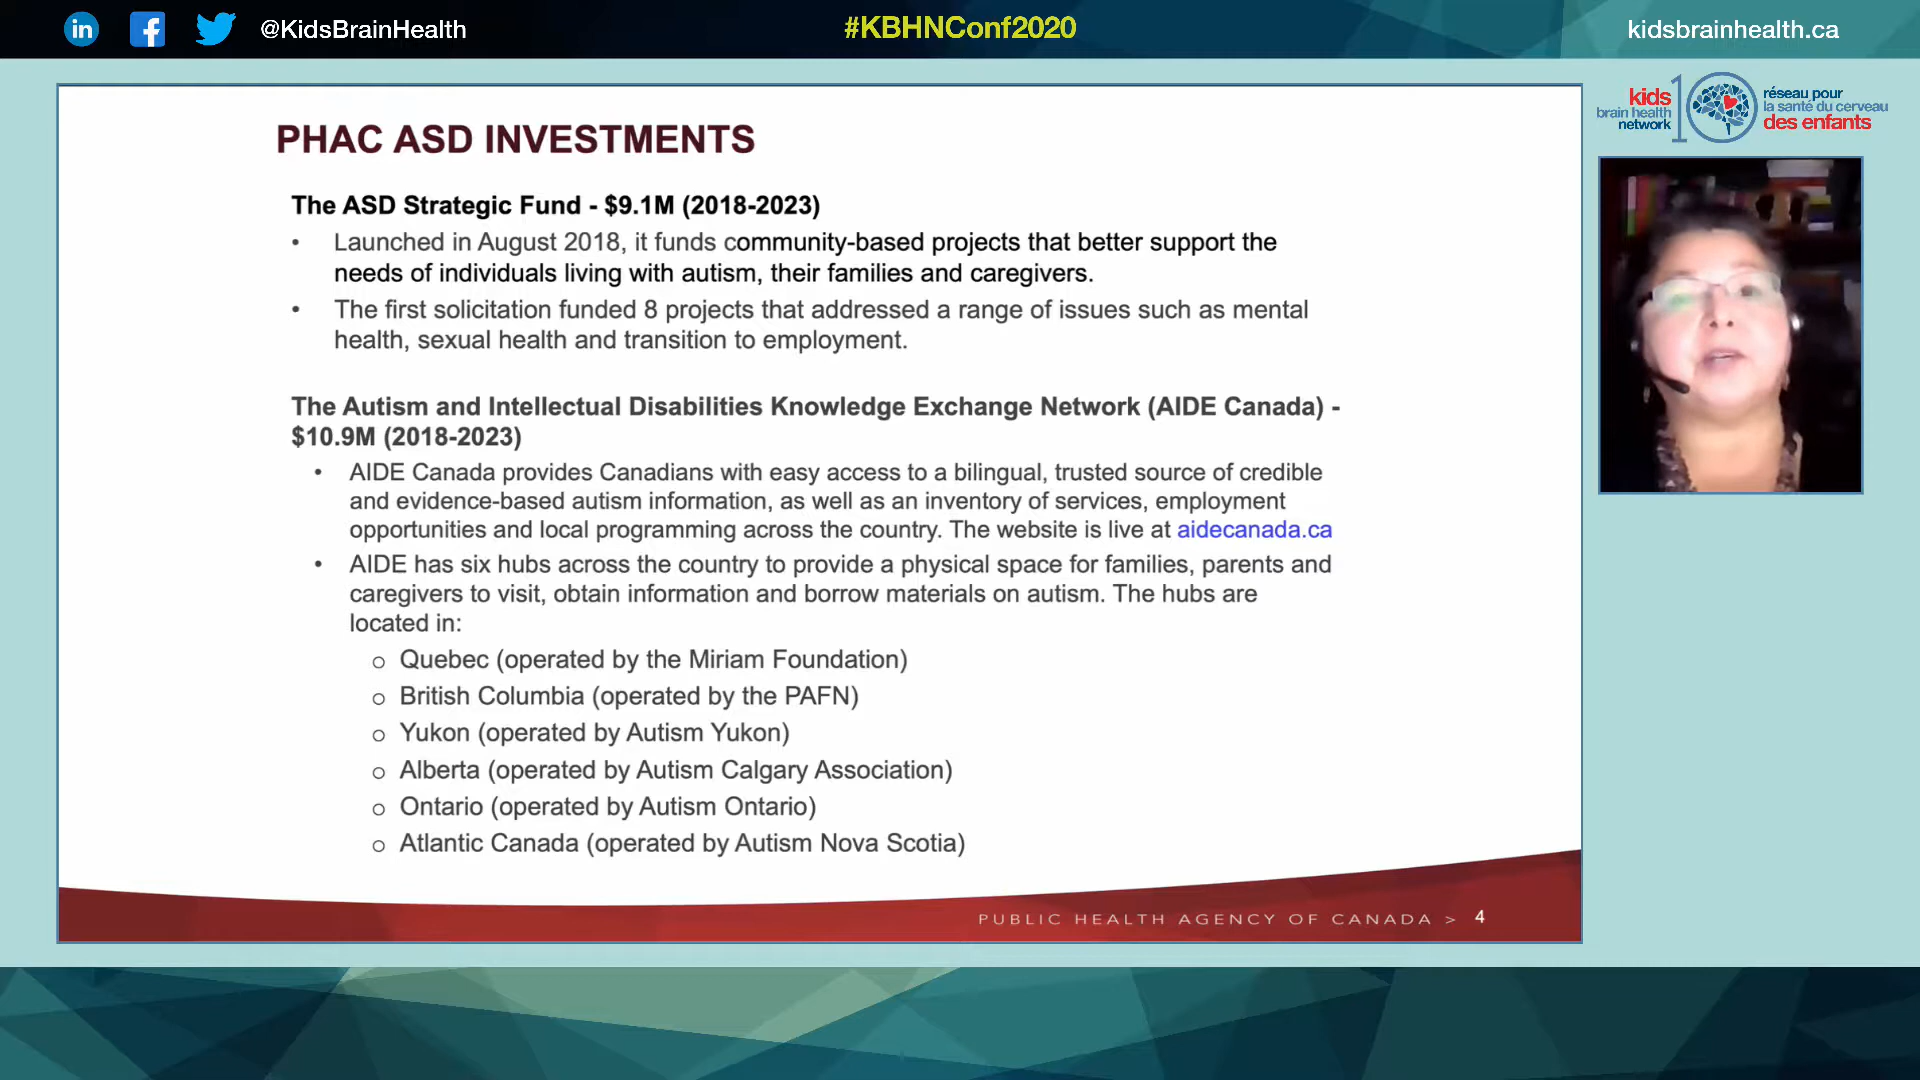 @KidsBrainHealth
#KBHNConf2020
kidsbrainhealth.ca
kids
brain health
network
10
réseau pour
la santé du cerveau
des enfants
PHAC ASD INVESTMENTS
The ASD Strategic Fund - $9.1M (2018-2023)
• Launched in August 2018, it funds community-based projects that better support the
needs of individuals living with autism, their families and caregivers.
• The first solicitation funded 8 projects that addressed a range of issues such as mental
health, sexual health and transition to employment.
The Autism and Intellectual Disabilities Knowledge Exchange Network (AIDE Canada) -
$10.9M (2018-2023)
• AIDE Canada provides Canadians with easy access to a bilingual, trusted source of credible
and evidence-based autism information, as well as an inventory of services, employment
opportunities and local programming across the country. The website is live at aidecanada.ca
• AIDE has six hubs across the country to provide a physical space for families, parents and
caregivers to visit, obtain information and borrow materials on autism. The hubs are
located in:
o Quebec (operated by the Miriam Foundation)
o British Columbia (operated by the PAFN)
o Yukon (operated by Autism Yukon)
o Alberta (operated by Autism Calgary Association)
o Ontario (operated by Autism Ontario)
o Atlantic Canada (operated by Autism Nova Scotia)
PUBLIC HEALTH AGENCY OF CANADA > 4